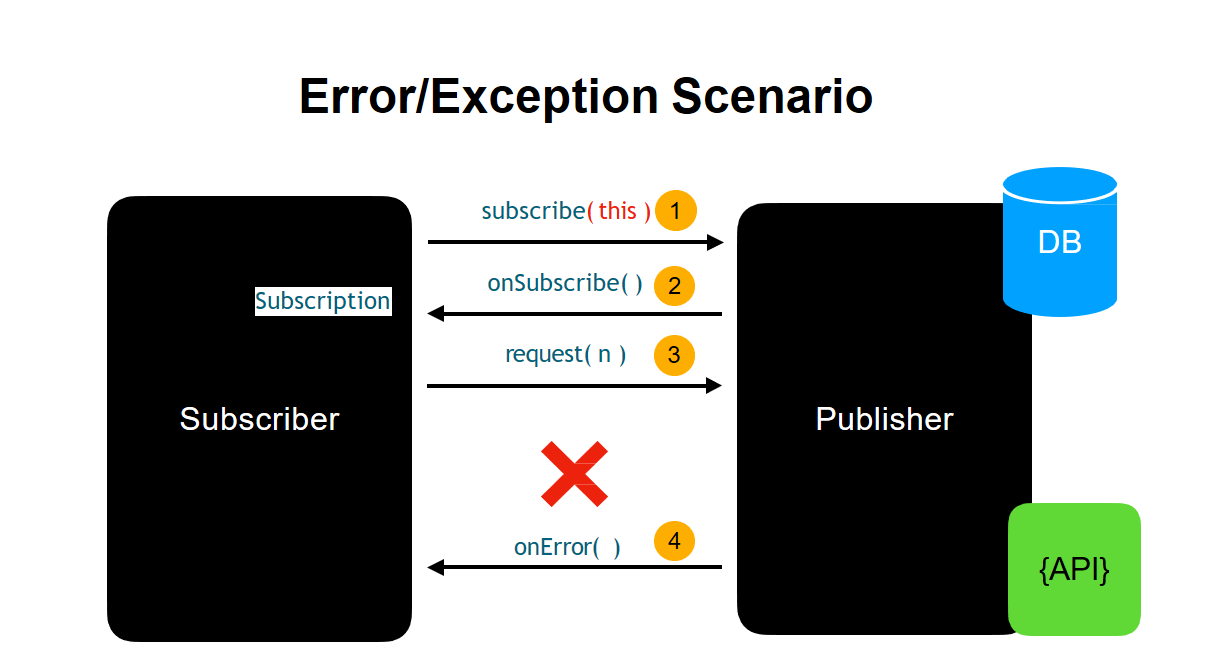 Error/Exception Scenario
subscribe( this ) 1
DB
onSubscribe( ) 2
Subscription
request( n ) 3
Subscriber
Publisher
onError( ) 4
{API}